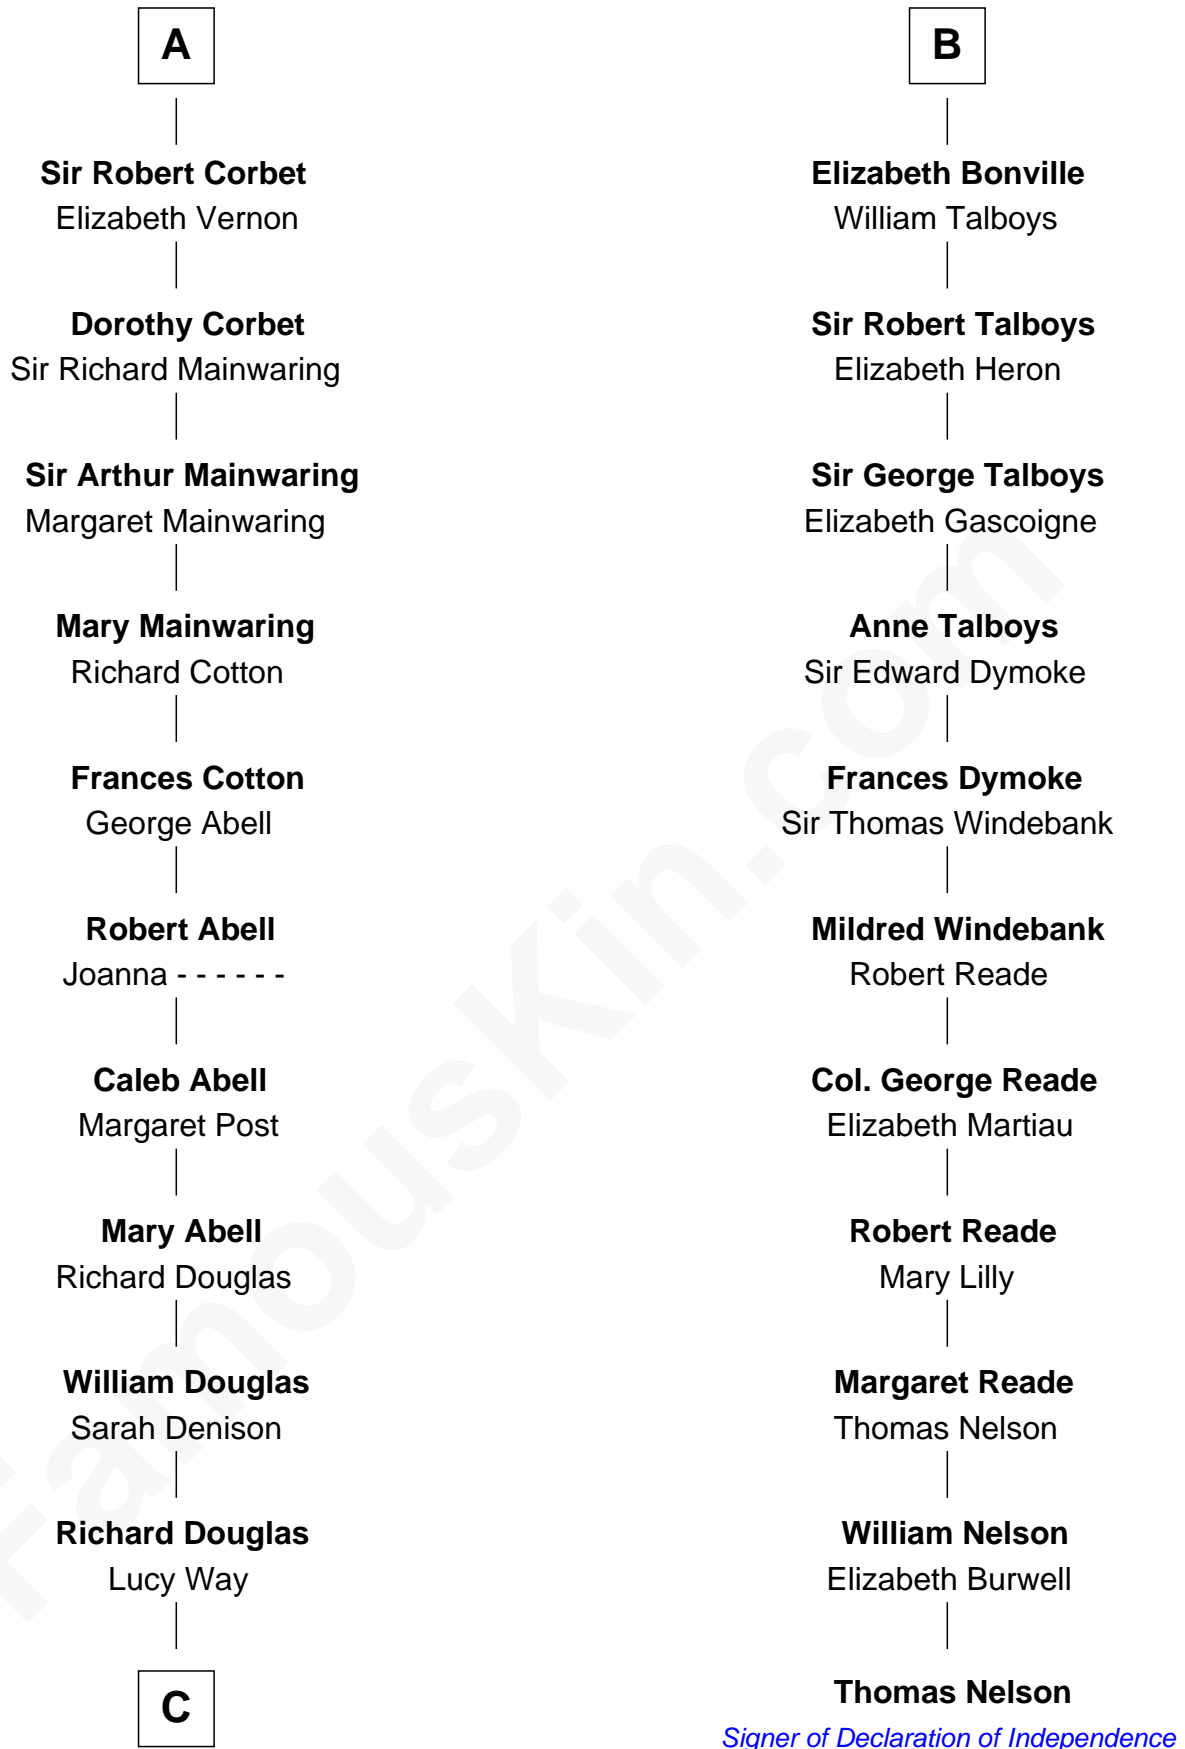 A
Sir Robert Corbet
Elizabeth Vernon
Dorothy Corbet
Sir Richard Mainwaring
Sir Arthur Mainwaring
Margaret Mainwaring
Mary Mainwaring
Richard Cotton
Frances Cotton
George Abell
Robert Abell
Joanna - - - - - -
Caleb Abell
Margaret Post
Mary Abell
Richard Douglas
William Douglas
Sarah Denison
Richard Douglas
Lucy Way
C
B
Elizabeth Bonville
William Talboys
Sir Robert Talboys
Elizabeth Heron
Sir George Talboys
Elizabeth Gascoigne
Anne Talboys
Sir Edward Dymoke
Frances Dymoke
Sir Thomas Windebank
Mildred Windebank
Robert Reade
Col. George Reade
Elizabeth Martiau
Robert Reade
Mary Lilly
Margaret Reade
Thomas Nelson
William Nelson
Elizabeth Burwell
Thomas Nelson
Signer of Declaration of Independence
FamousKin.com